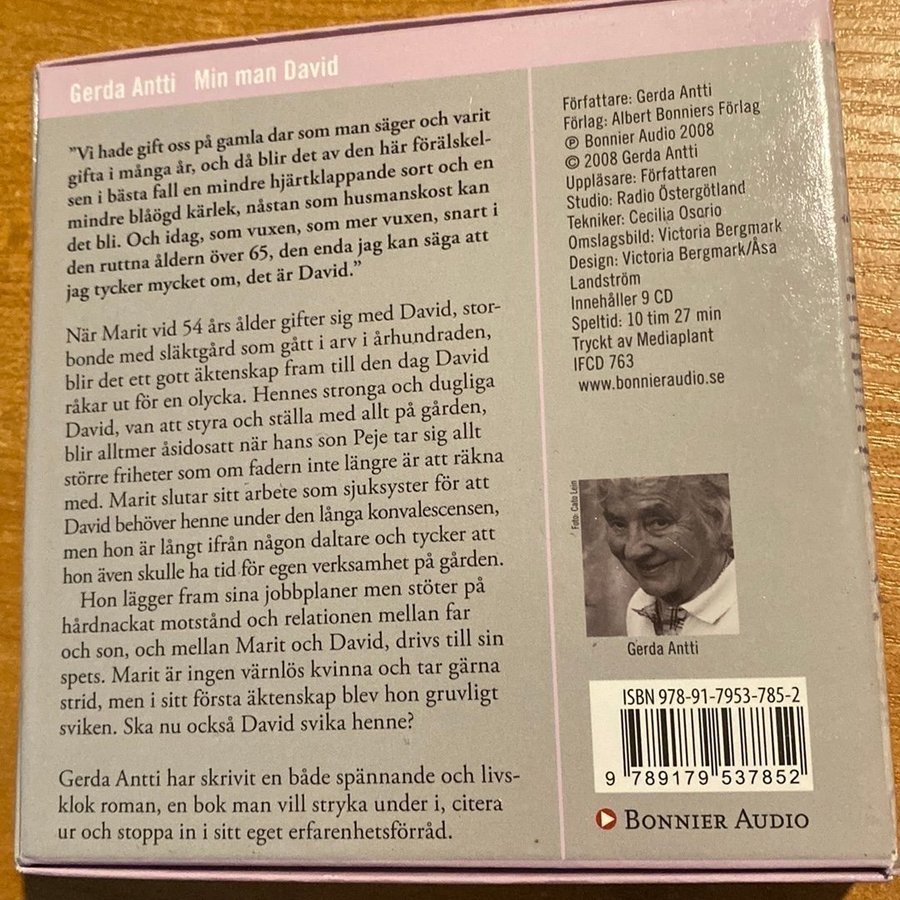 Gerda Antti Min man David
"Vi hade gift oss på gamla dar som man säger och varit
gifta i många år, och då blir det av den här förälskel-
sen i bästa fall en mindre hjärtklappande sort och en
mindre blåögd kärlek, nåstan som husmanskost kan
det bli. Och idag, som vuxen, som mer vuxen, snart i
den ruttna åldern över 65, den enda jag kan säga att
jag tycker mycket om, det är David."
När Marit vid 54 års ålder gifter sig med David, stor-
bonde med släktgård som gått i arv i århundraden,
blir det ett gott äktenskap fram till den dag David
råkar ut för en olycka. Hennes stronga och dugliga
David, van att styra och ställa med allt på gården,
blir alltmer åsidosatt när hans son Peje tar sig allt
större friheter som om fadern inte längre är att räkna
med. Marit slutar sitt arbete som sjuksyster för att
David behöver henne under den långa konvalescensen,
men hon är långt ifrån någon daltare och tycker att
hon även skulle ha tid för egen verksamhet på gården.
Hon lägger fram sina jobbplaner men stöter på
hårdnackat motstånd och relationen mellan far
och son, och mellan Marit och David, drivs till sin
spets. Marit är ingen värnlös kvinna och tar gärna
strid, men i sitt första äktenskap blev hon gruvligt
sviken. Ska nu också David svika henne?
Gerda Antti har skrivit en både spännande och livs-
klok roman, en bok man vill stryka under i, citera
ur och stoppa in i sitt eget erfarenhetsförråd.
Författare: Gerda Antti
Förlag: Albert Bonniers Förlag
℗ Bonnier Audio 2008
© 2008 Gerda Antti
Uppläsare: Författaren
Studio: Radio Östergötland
Tekniker: Cecilia Osorio
Omslagsbild: Victoria Bergmark
Design: Victoria Bergmark/Åsa
Landström
Innehåller 9 CD
Speltid: 10 tim 27 min
Tryckt av Mediaplant
IFCD 763
www.bonnieraudio.se
Foto: Cato Lein
Gerda Antti
ISBN 978-91-7953-785-2
9 789179 537852
BONNIER AUDIO